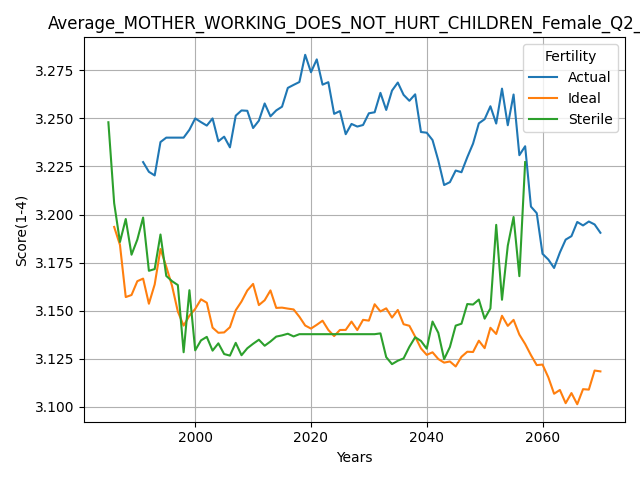 Average_MOTHER_WORKING_DOES_NOT_HURT_CHILDREN_Female_Q2_
Fertility
Actual
Ideal
Sterile
Score(1-4)
3.275
3.250
3.225
3.200
3.175
3.150
3.125
3.100
2000 2020 2040 2060
Years